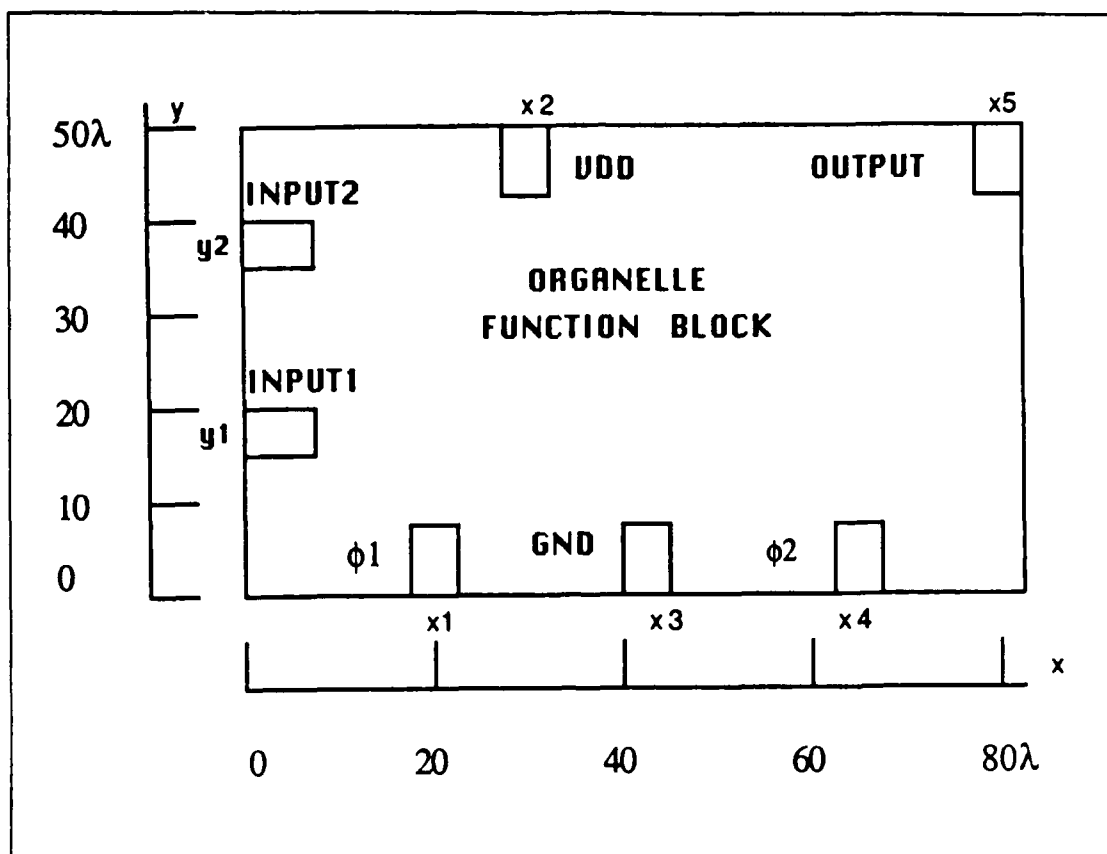 y
x2
x5
50λ
VDD
OUTPUT
INPUT2
40
y2
ORGANELLE
30
FUNCTION BLOCK
INPUT1
20
y1
10
φ1
GND
φ2
0
x1
x3
x4
x
0
20
40
60
80λ